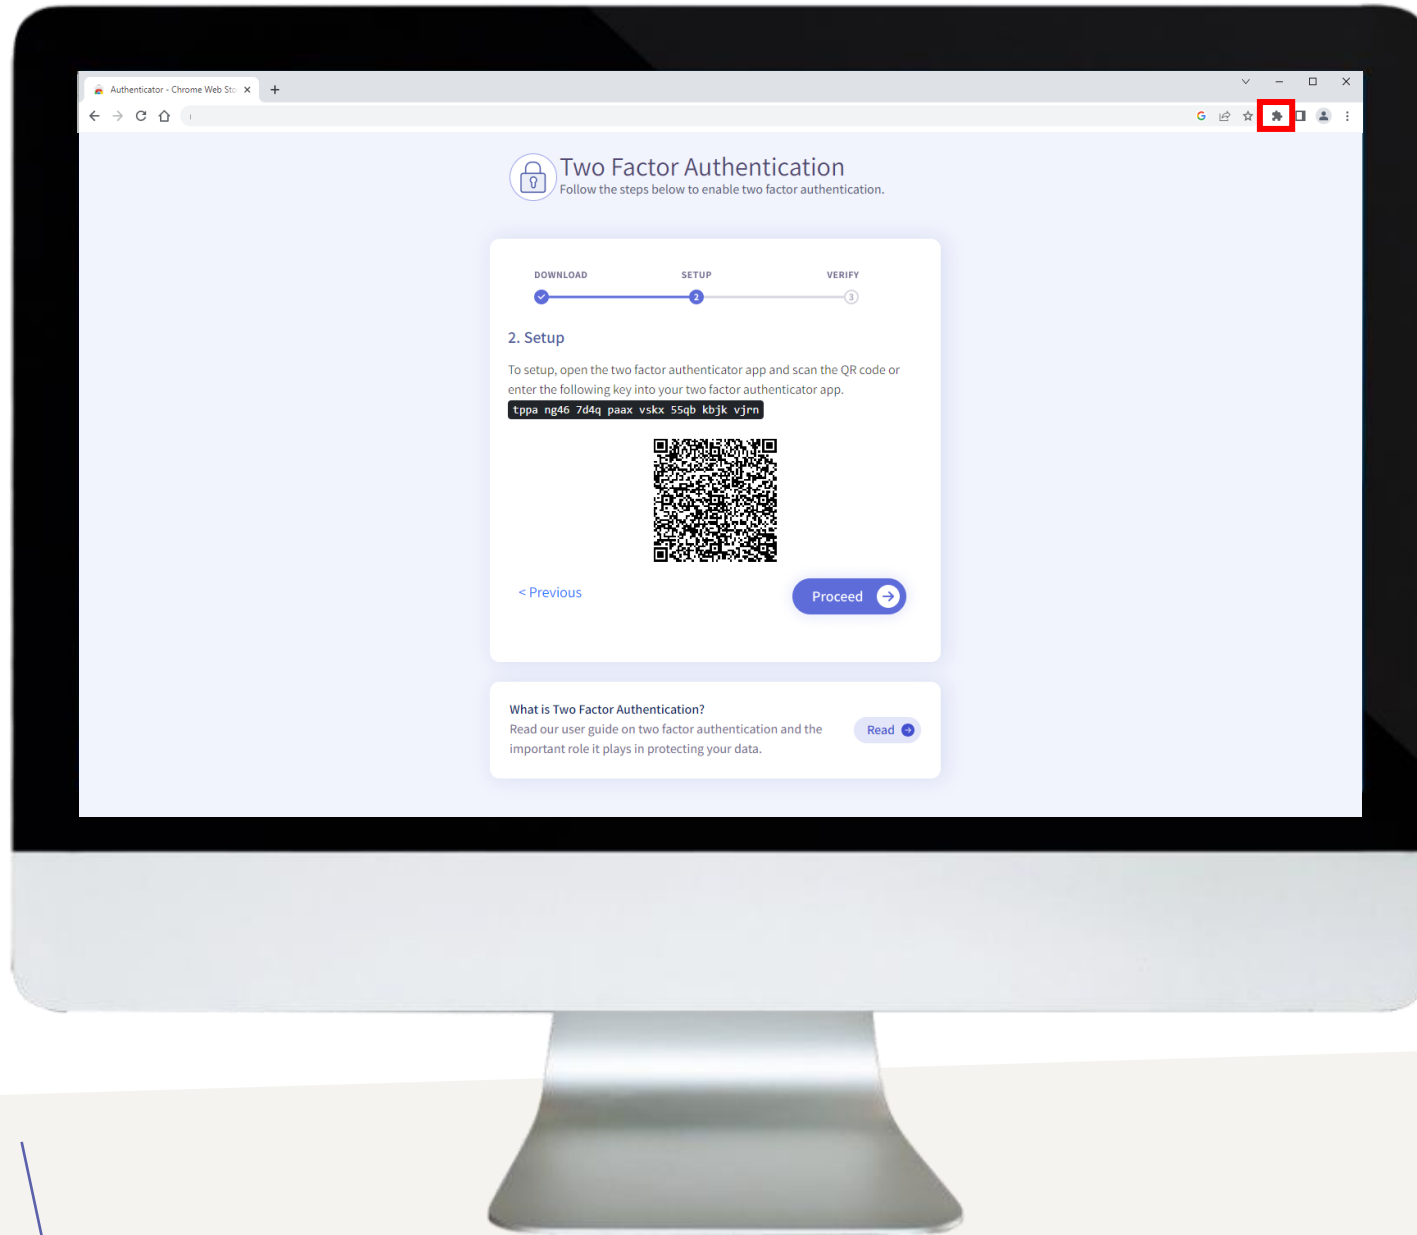 Authenticator - Chrome Web Sto
Two Factor Authentication
Follow the steps below to enable two factor authentication.
DOWNLOAD SETUP VERIFY
2 3
2. Setup
To setup, open the two factor authenticator app and scan the QR code or
enter the following key into your two factor authenticator app.
tppa ng46 7d4q paax vskx 55qb kbjk vjrn
< Previous
Proceed
What is Two Factor Authentication?
Read our user guide on two factor authentication and the
important role it plays in protecting your data.
Read